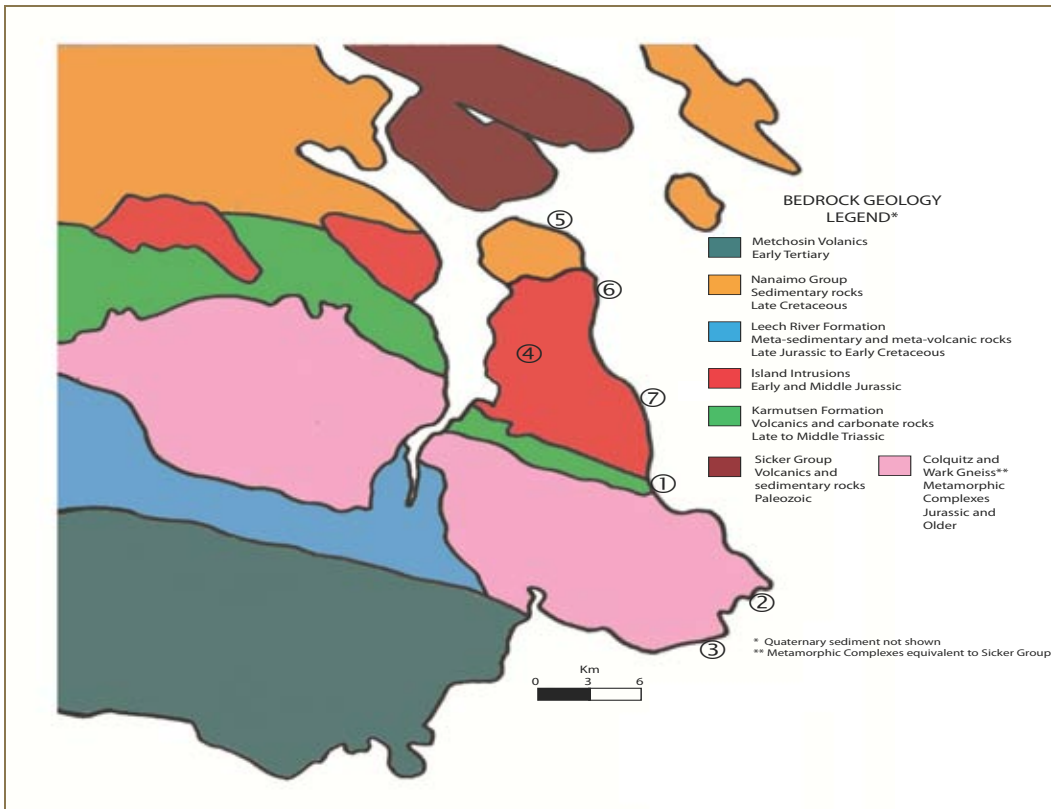 BEDROCK GEOLOGY
LEGEND*
Metchosin Volanics
Early Tertiary
Nanaimo Group
Sedimentary rocks
Late Cretaceous
Leech River Formation
Meta-sedimentary and meta-volcanic rocks
Late Jurassic to Early Cretaceous
Island Intrusions
Early and Middle Jurassic
Karmutsen Formation
Volcanics and carbonate rocks
Late to Middle Triassic
Sicker Group
Volcanics and
sedimentary rocks
Paleozoic
Colquitz and
Wark Gneiss**
Metamorphic
Complexes
Jurassic and
Older
5
6
4
7
1
2
3
* Quaternary sediment not shown
** Metamorphic Complexes equivalent to Sicker Group
Km
0 3 6